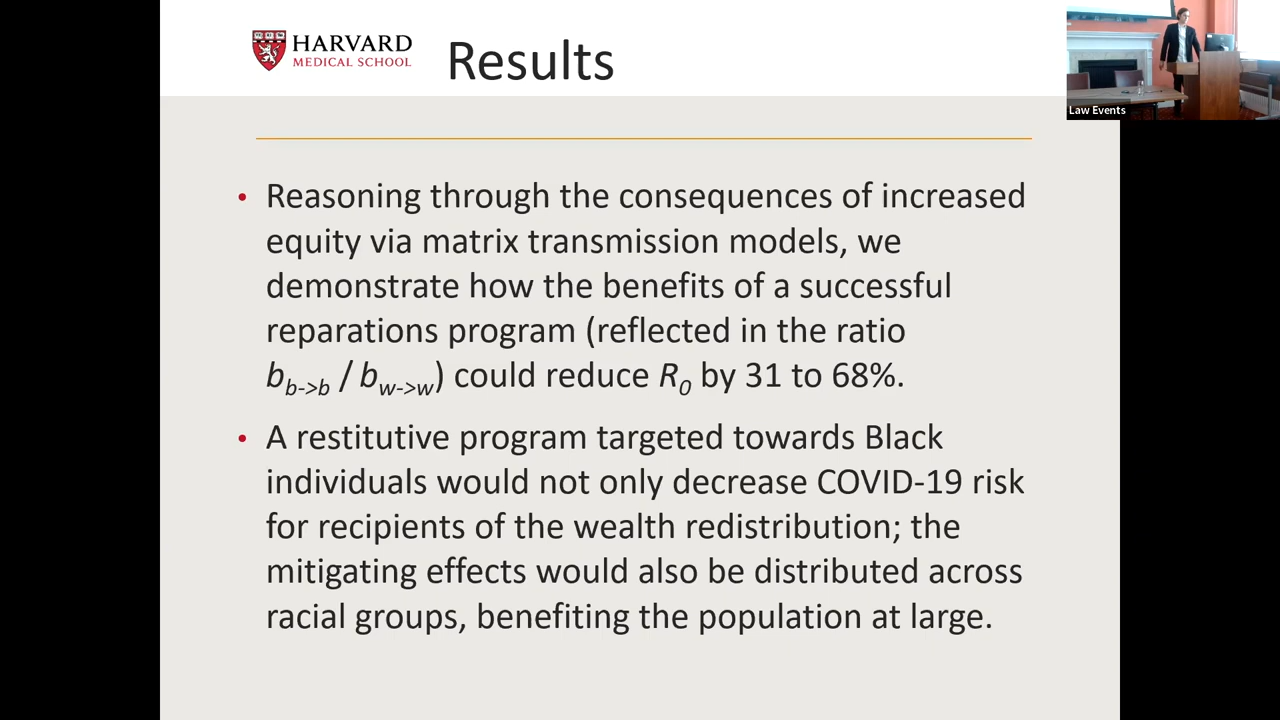 HARVARD
MEDICAL SCHOOL
Results
Law Events
• Reasoning through the consequences of increased
equity via matrix transmission models, we
demonstrate how the benefits of a successful
reparations program (reflected in the ratio
b_b->b / b_w->w) could reduce R_0 by 31 to 68%.
• A restitutive program targeted towards Black
individuals would not only decrease COVID-19 risk
for recipients of the wealth redistribution; the
mitigating effects would also be distributed across
racial groups, benefiting the population at large.